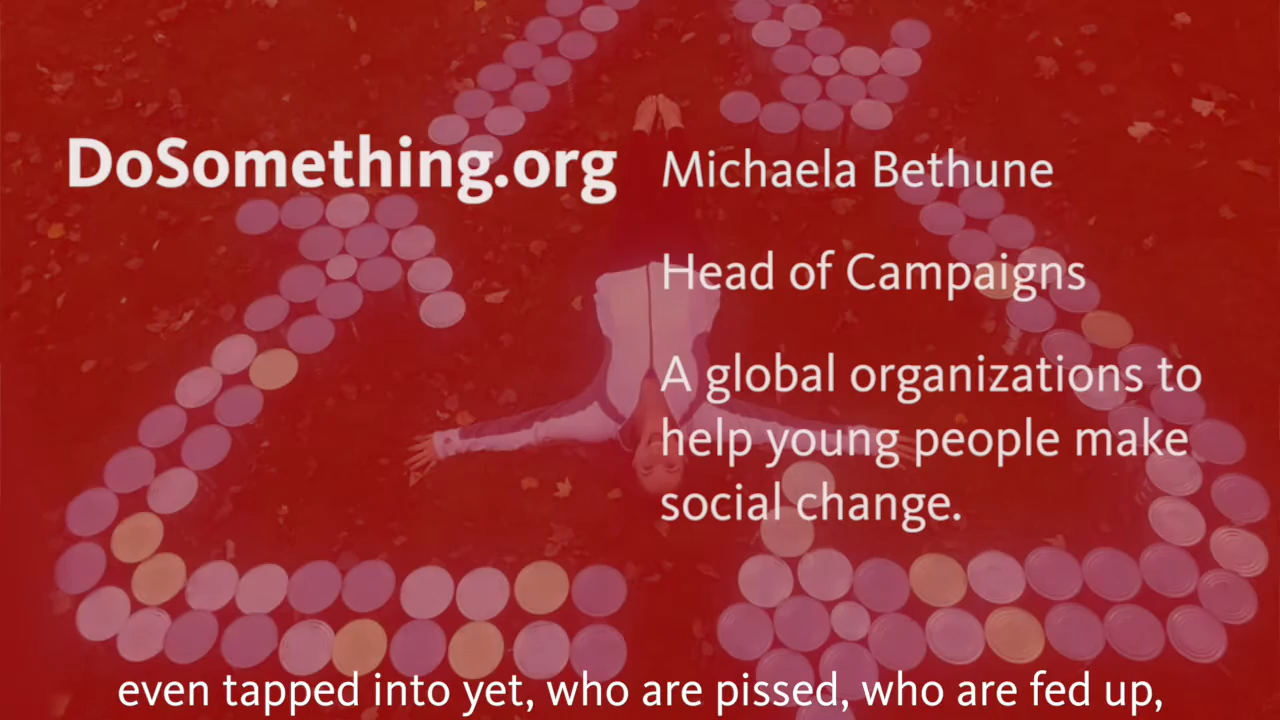 DoSomething.org
Michaela Bethune
Head of Campaigns
A global organizations to
help young people make
social change.
even tapped into yet, who are pissed, who are fed up,